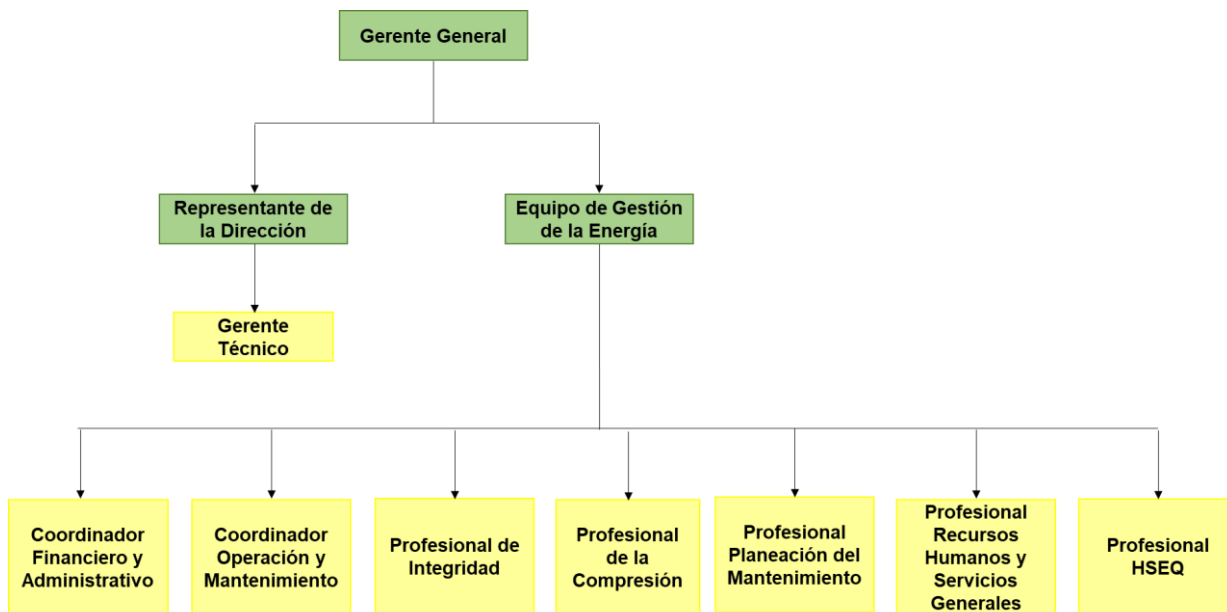 Gerente General
Representante de
la Dirección
Equipo de Gestión
de la Energía
Gerente
Técnico
Coordinador
Financiero y
Administrativo
Coordinador
Operación y
Mantenimiento
Profesional de
Integridad
Profesional
de la
Compresión
Profesional
Planeación del
Mantenimiento
Profesional
Recursos
Humanos y
Servicios
Generales
Profesional
HSEQ